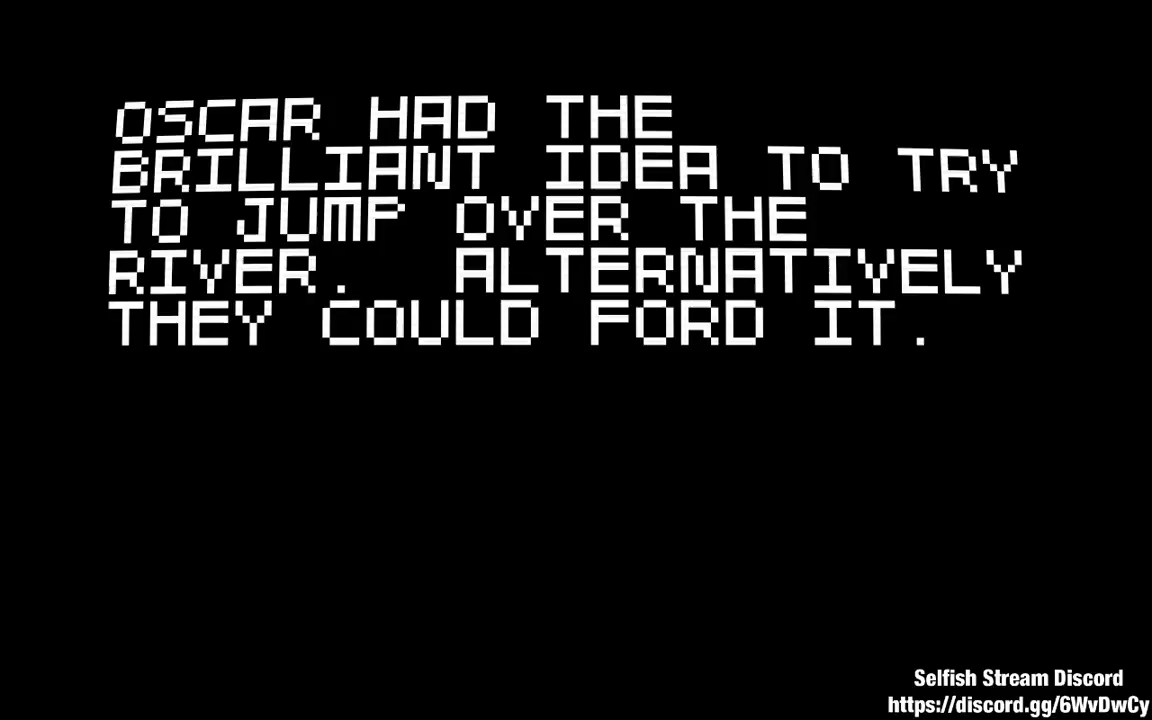 OSCAR HAD THE
BRILLIANT IDEA TO TRY
TO JUMP OVER THE
RIVER. ALTERNATIVELY
THEY COULD FORD IT.
Selfish Stream Discord
https://discord.gg/6WvDwCy